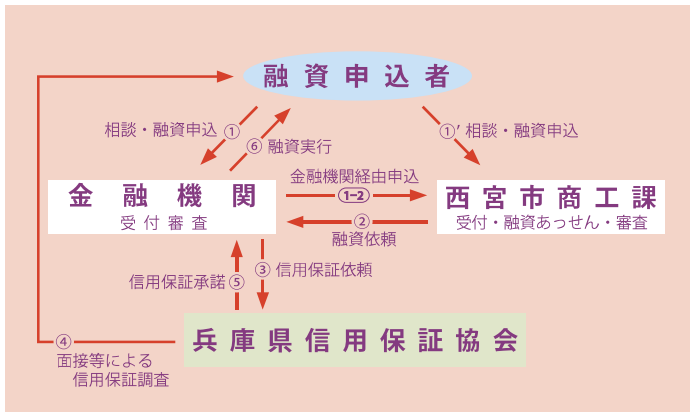 融資申込者
相談・融資申込 ①
⑥ 融資実行
①′相談・融資申込
金融機関
受付審査
金融機関経由申込
①-2
西宮市商工課
受付・融資あっせん・審査
②
融資依頼
信用保証承諾 ⑤
③ 信用保証依頼
兵庫県信用保証協会
④
面接等による
信用保証調査